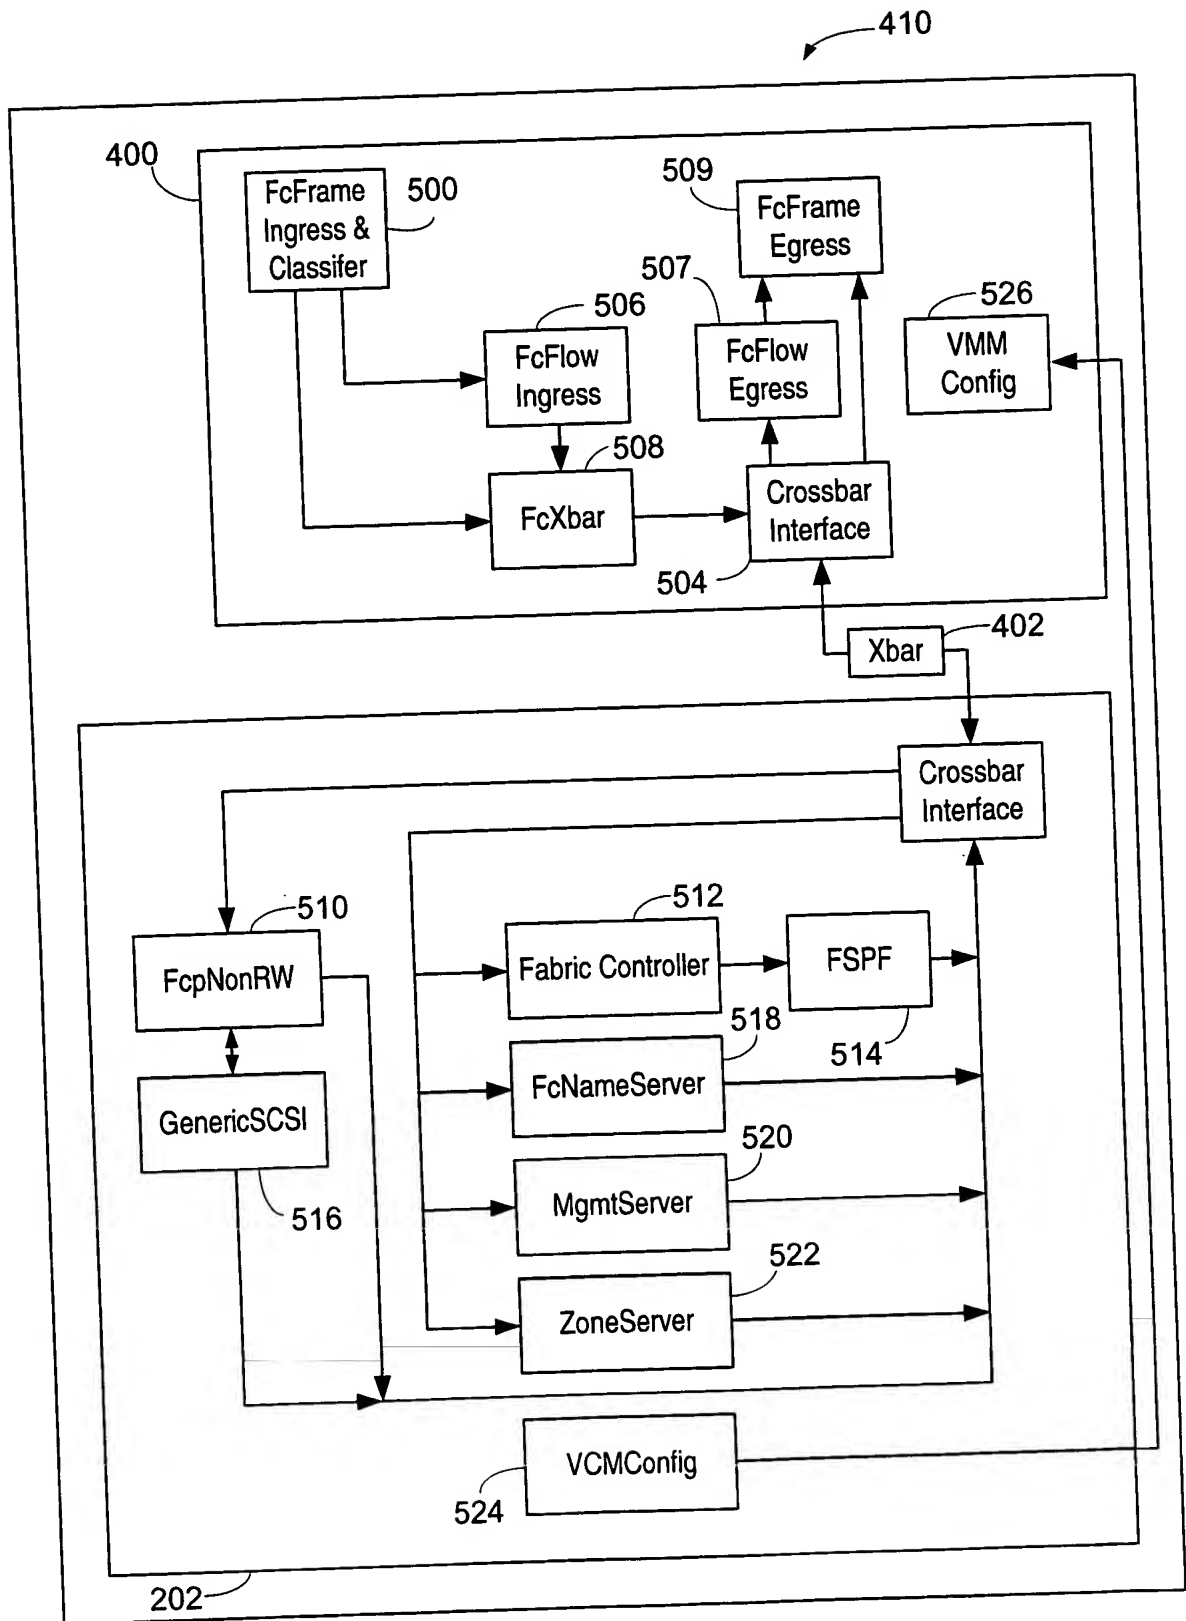 410
400
FcFrame
Ingress &
Classifer
500
509
FcFrame
Egress
507
506
526
FcFlow
Ingress
FcFlow
Egress
VMM
Config
508
FcXbar
Crossbar
Interface
504
402
Xbar
Crossbar
Interface
510
512
FcpNonRW
Fabric Controller
FSPF
518
514
FcNameServer
GenericSCSI
520
516
MgmtServer
522
ZoneServer
VCMConfig
524
202